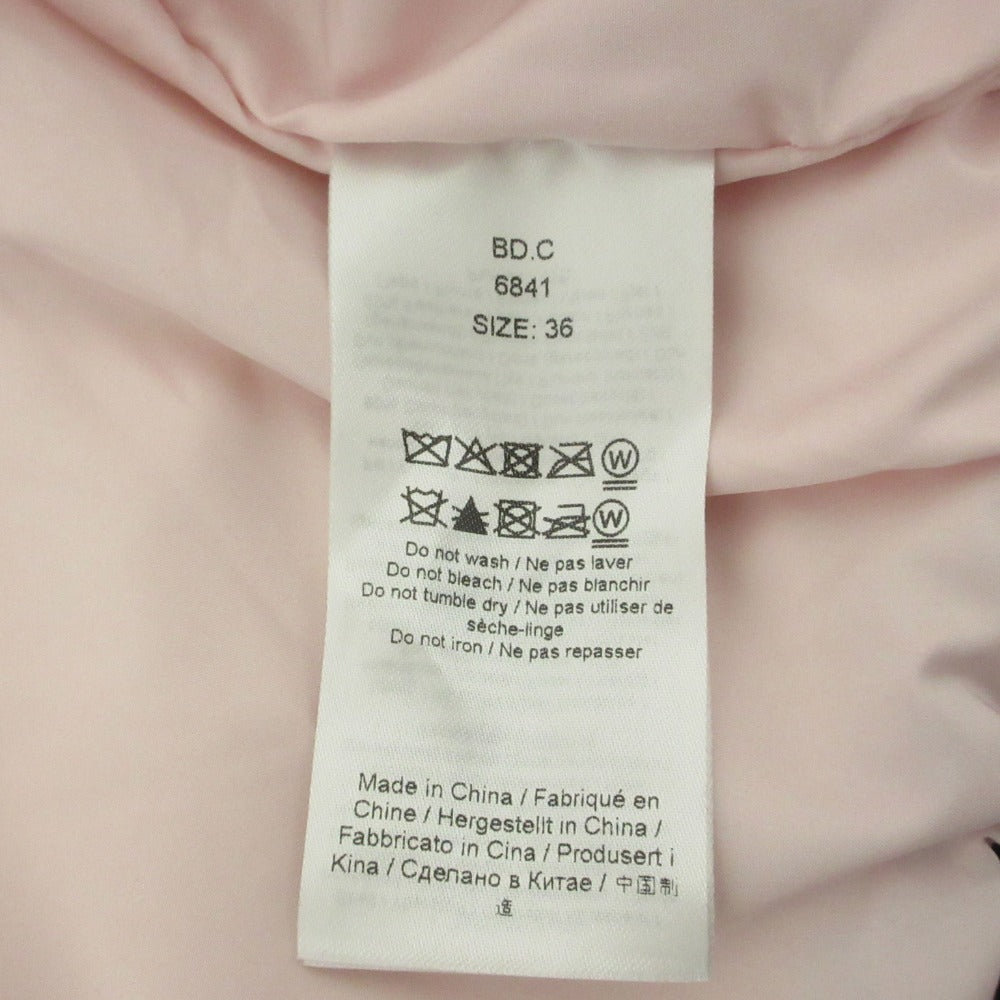 BD.C
6841
SIZE: 36
W
W
Do not wash / Ne pas laver
Do not bleach / Ne pas blanchir
Do not tumble dry / Ne pas utiliser de
sèche-linge
Do not iron / Ne pas repasser
Made in China / Fabriqué en
Chine / Hergestellt in China /
Fabbricato in Cina / Produsert i
Kina / Сделано в Китае / 中国制
造